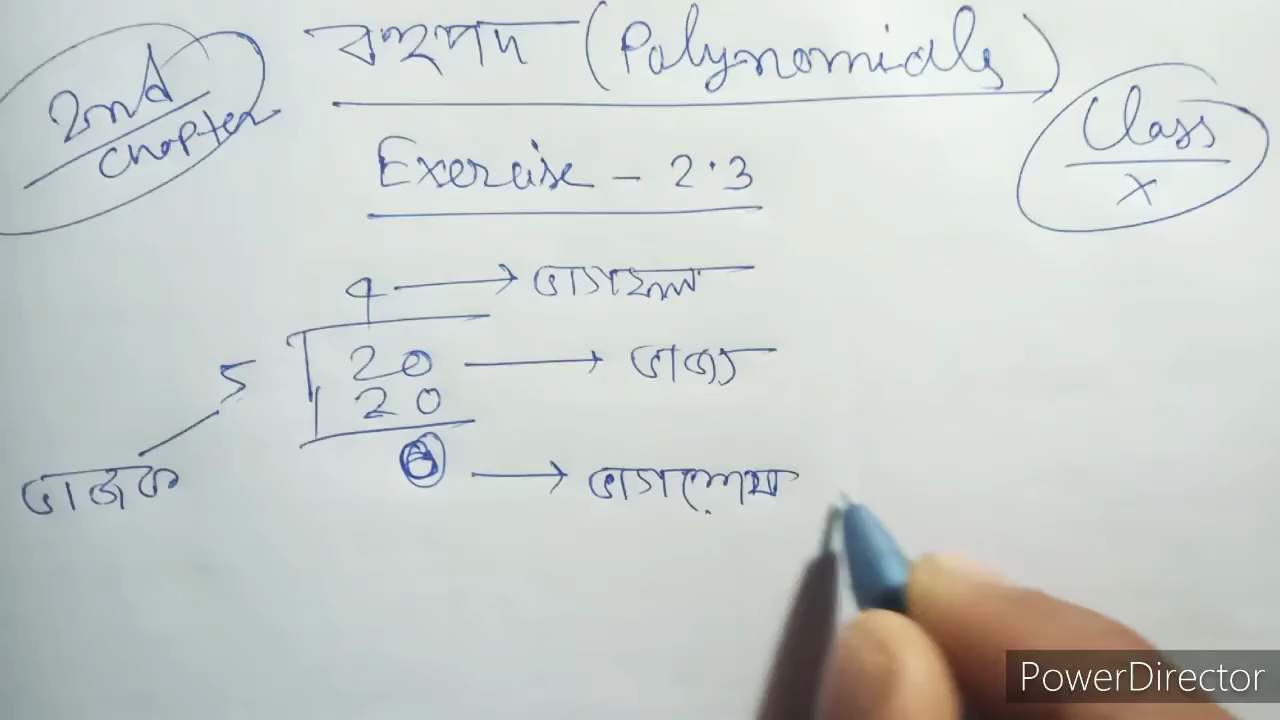 2nd
chapter
বহুপদ (Polynomials)
Class
X
Exercise - 2.3
4 → ভাগফল
5 20 → ভাজ্য
20
ভাজক
0 → ভাগশেষ
PowerDirector